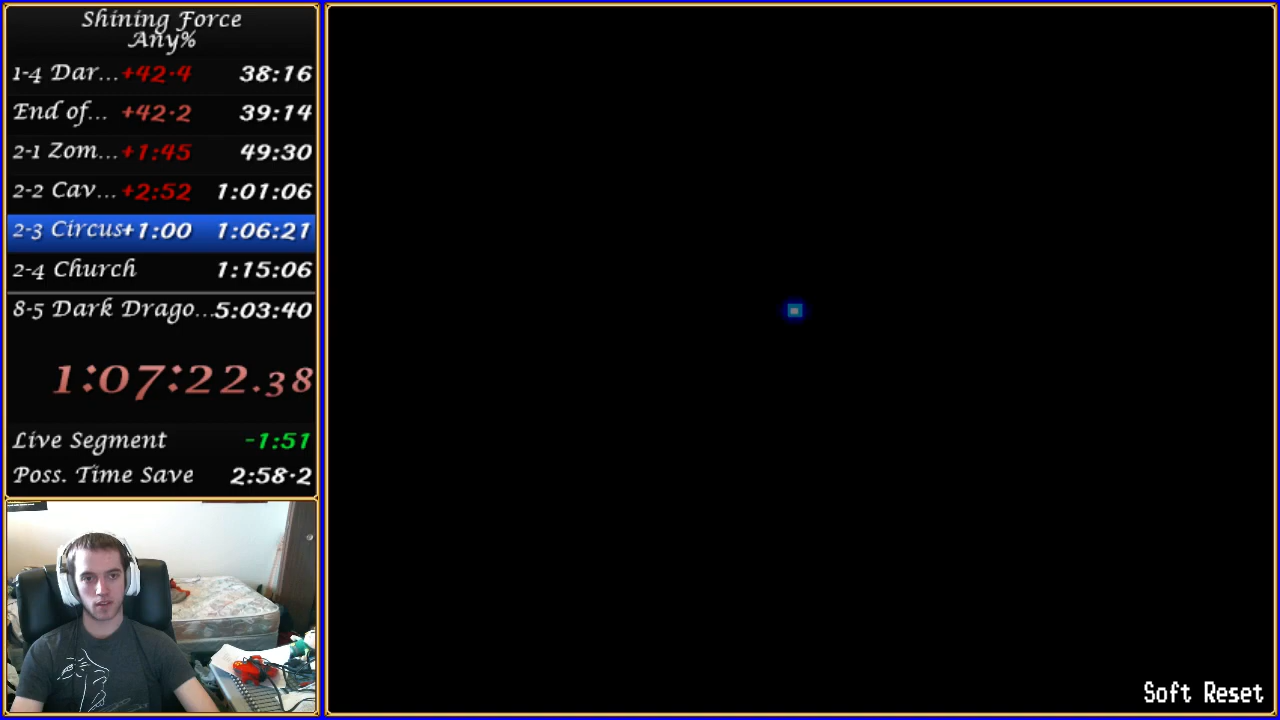 Shining Force
Any%
1-4 Dar... +42.4 38:16
End of... +42.2 39:14
2-1 Zom... +1:45 49:30
2-2 Cav... +2:52 1:01:06
2-3 Circus +1:00 1:06:21
2-4 Church 1:15:06
8-5 Dark Drago... 5:03:40
1:07:22.38
Live Segment -1:51
Poss. Time Save 2:58.2
Soft Reset